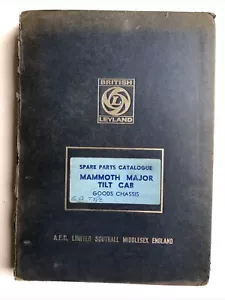 BRITISH
L
LEYLAND
SPARE PARTS CATALOGUE
MAMMOTH MAJOR
TILT CAB
GOODS CHASSIS
A.E.C. LIMITED SOUTHALL MIDDLESEX, ENGLAND